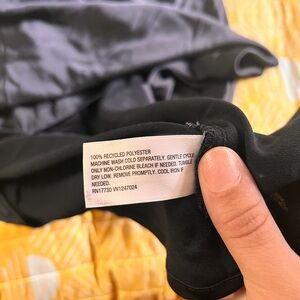 100% RECYCLED POLYESTER
MACHINE WASH COLD SEPARATELY. GENTLE CYCLE
ONLY NON-CHLORINE BLEACH IF NEEDED. TUMBLE
DRY LOW. REMOVE PROMPTLY. COOL IRON IF
NEEDED.
RN17730 VN1247024